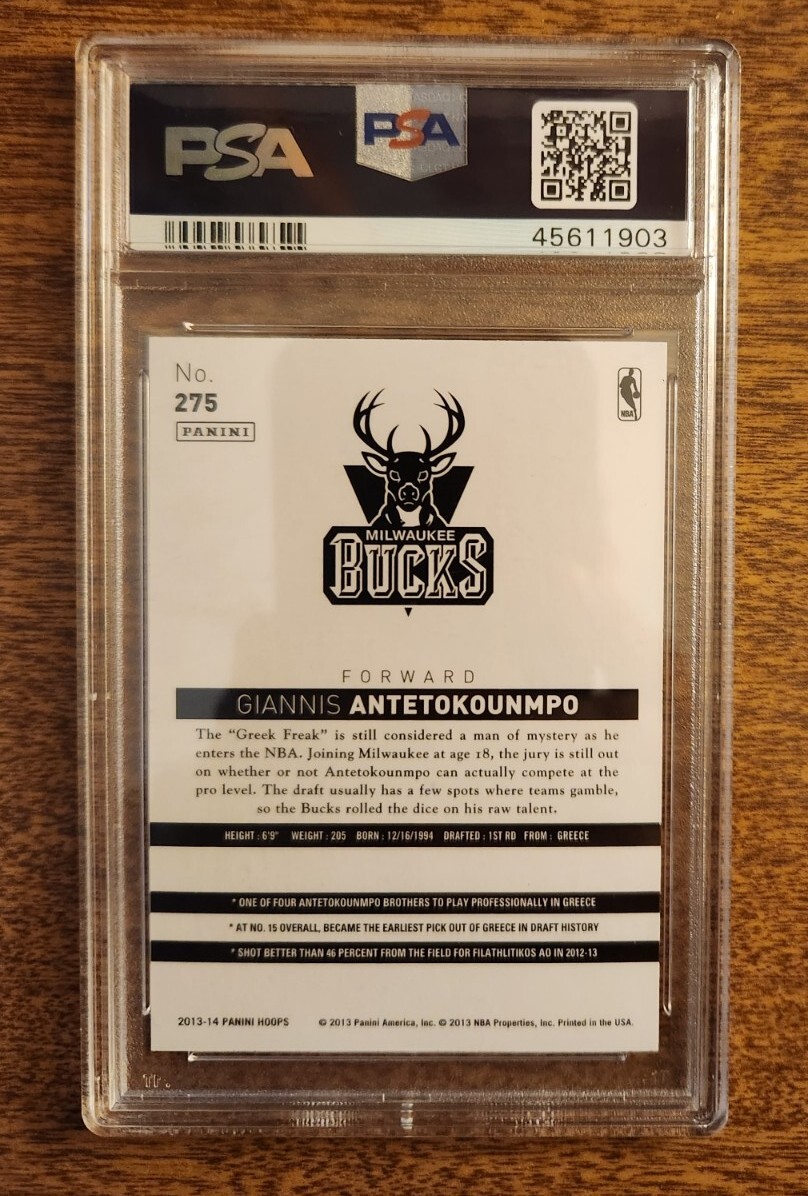 PSA
PSA
45611903
No.
275
PANINI
NBA
MILWAUKEE
BUCKS
FORWARD
GIANNIS ANTETOKOUNMPO
The “Greek Freak” is still considered a man of mystery as he
enters the NBA. Joining Milwaukee at age 18, the jury is still out
on whether or not Antetokounmpo can actually compete at the
pro level. The draft usually has a few spots where teams gamble,
so the Bucks rolled the dice on his raw talent.
HEIGHT : 6'9" WEIGHT : 205 BORN : 12/16/1994 DRAFTED : 1ST RD FROM : GREECE
* ONE OF FOUR ANTETOKOUNMPO BROTHERS TO PLAY PROFESSIONALLY IN GREECE
* AT NO. 15 OVERALL, BECAME THE EARLIEST PICK OUT OF GREECE IN DRAFT HISTORY
* SHOT BETTER THAN 46 PERCENT FROM THE FIELD FOR FILATHLITIKOS AO IN 2012-13
2013-14 PANINI HOOPS © 2013 Panini America, Inc. © 2013 NBA Properties, Inc. Printed in the USA.